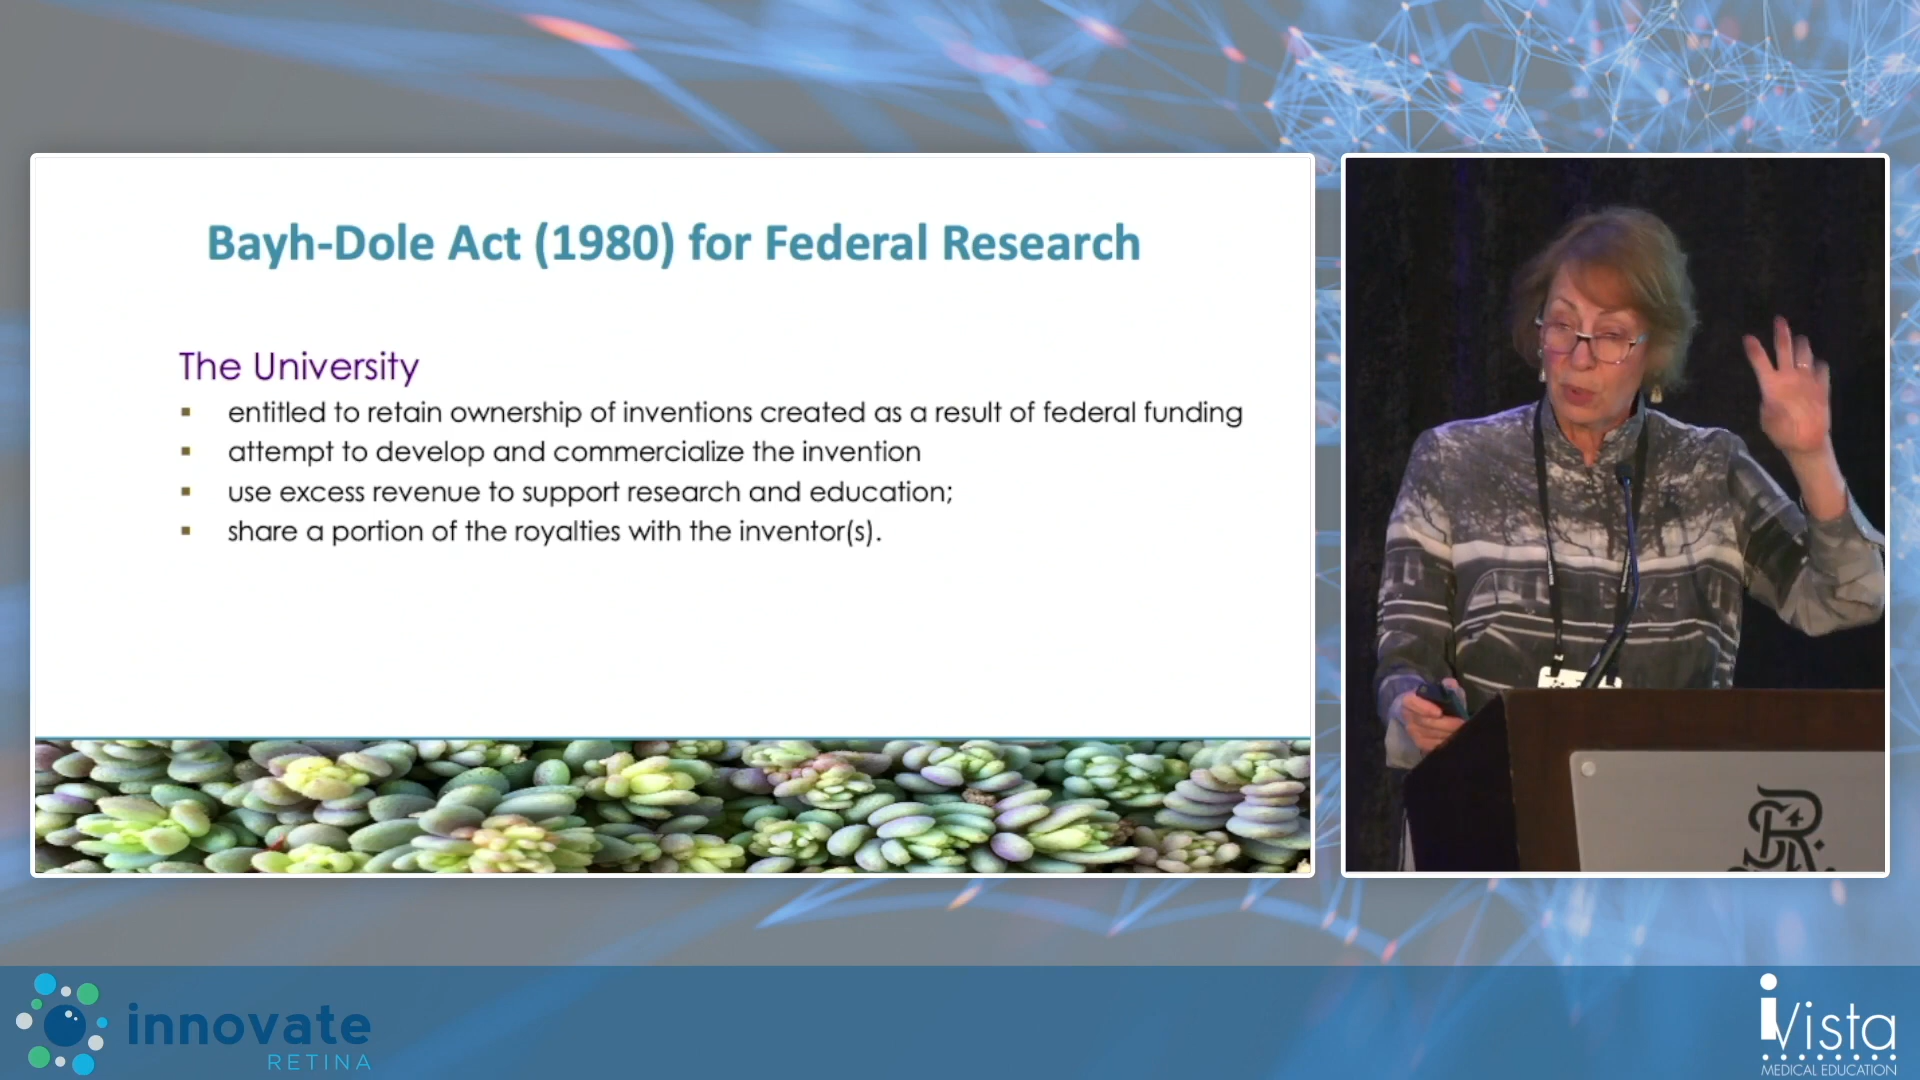 Bayh-Dole Act (1980) for Federal Research
The University
▪ entitled to retain ownership of inventions created as a result of federal funding
▪ attempt to develop and commercialize the invention
▪ use excess revenue to support research and education;
▪ share a portion of the royalties with the inventor(s).
innovate
RETINA
iVista
MEDICAL EDUCATION